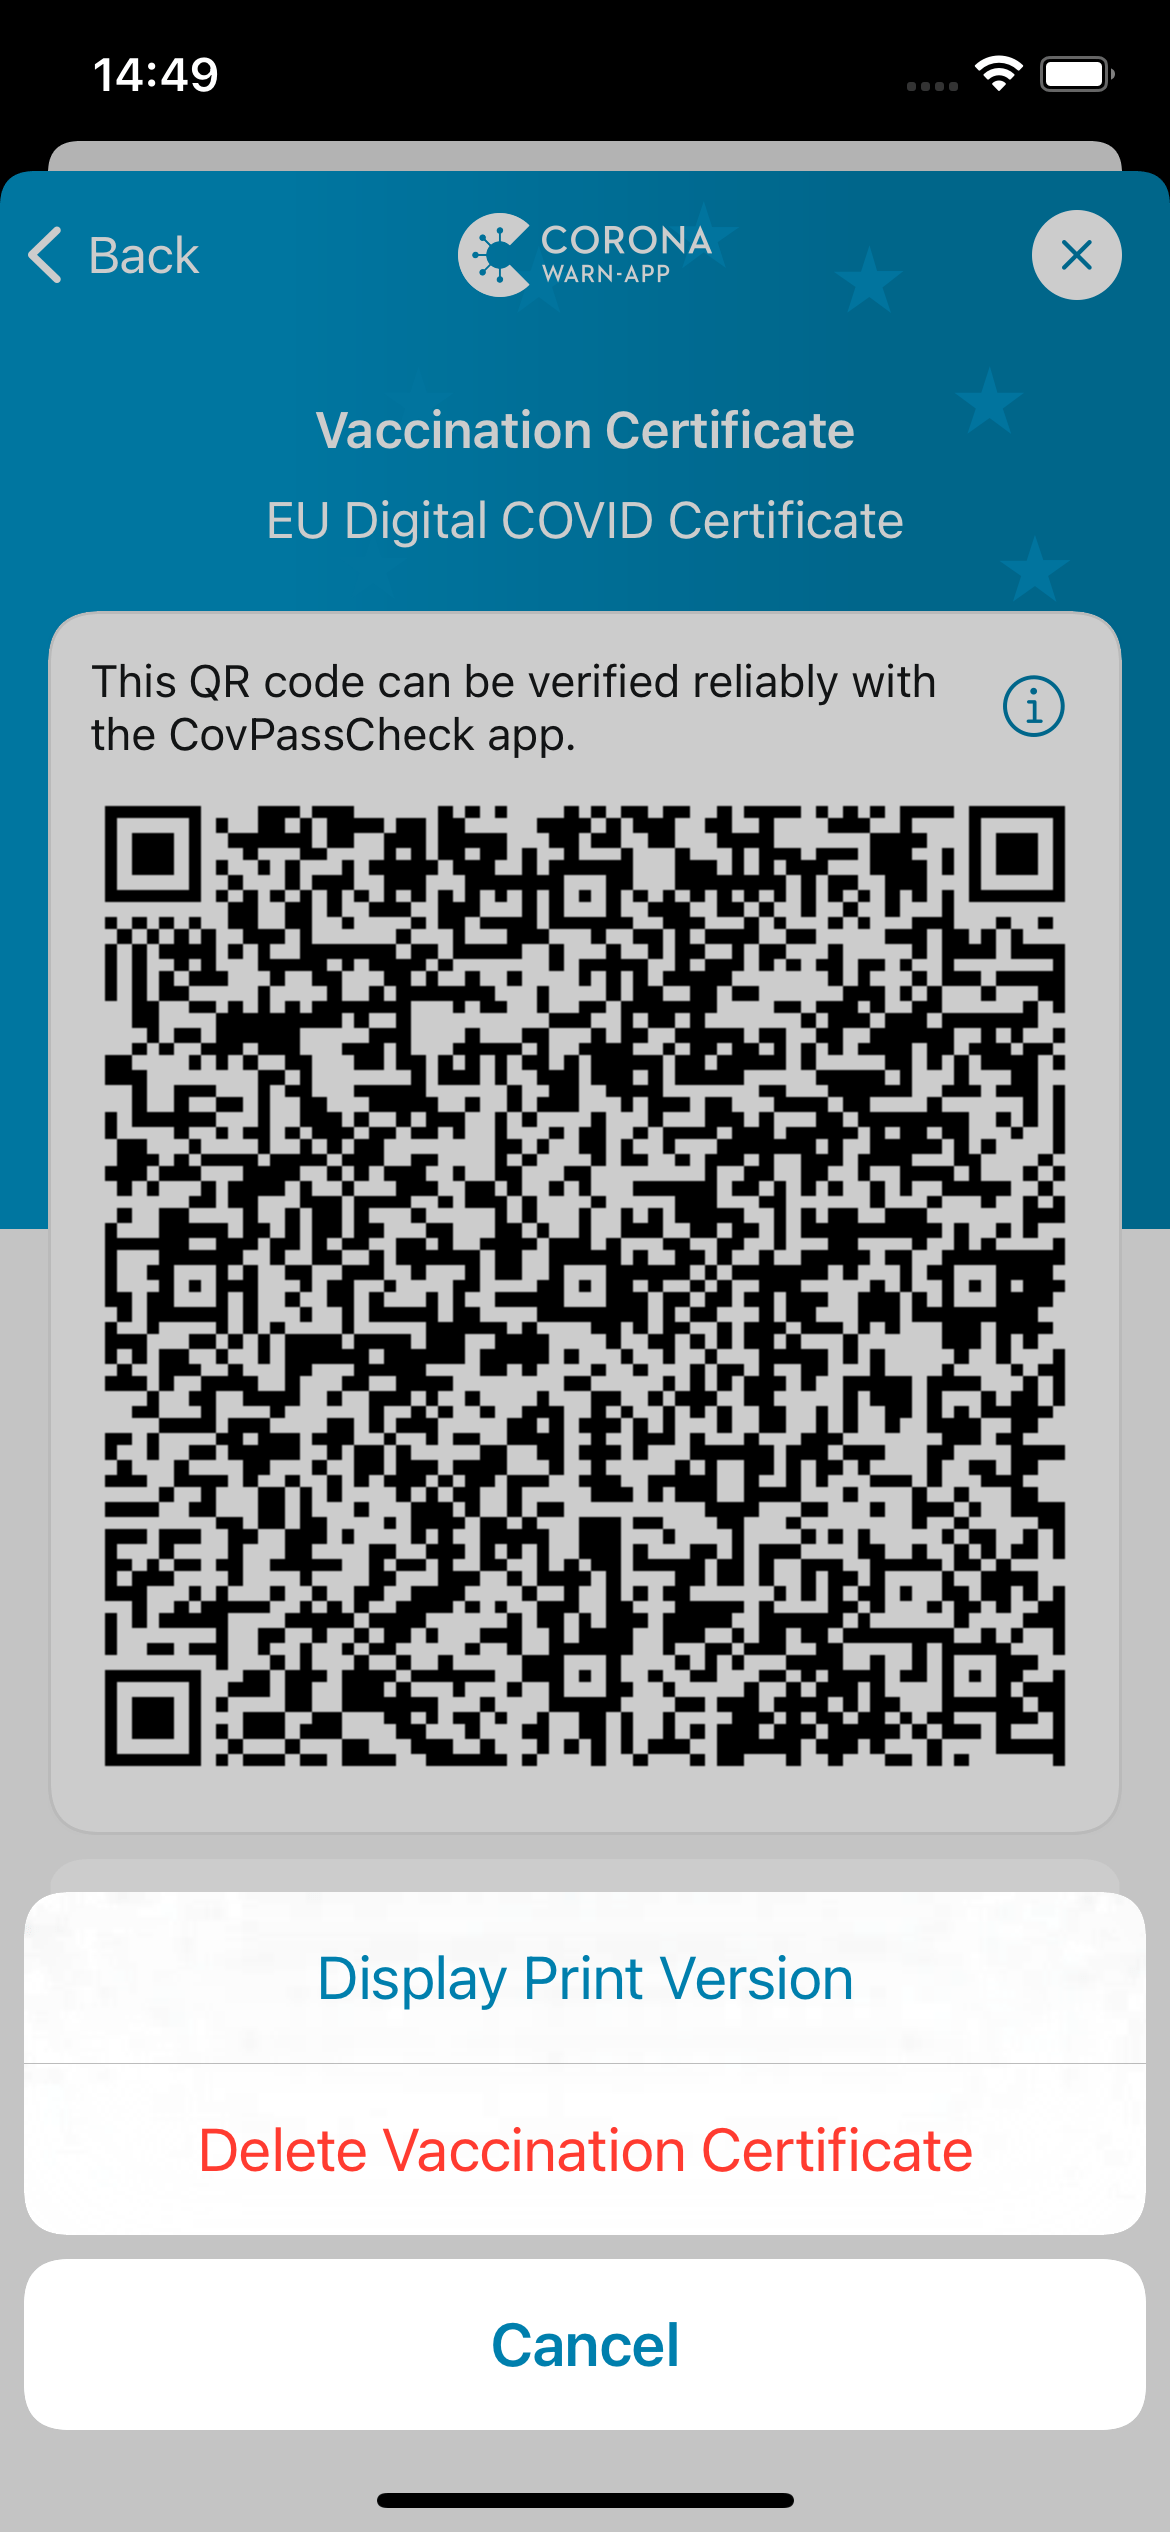 14:49
Back
CORONA
WARN-APP
Vaccination Certificate
EU Digital COVID Certificate
This QR code can be verified reliably with
the CovPassCheck app.
Display Print Version
Delete Vaccination Certificate
Cancel